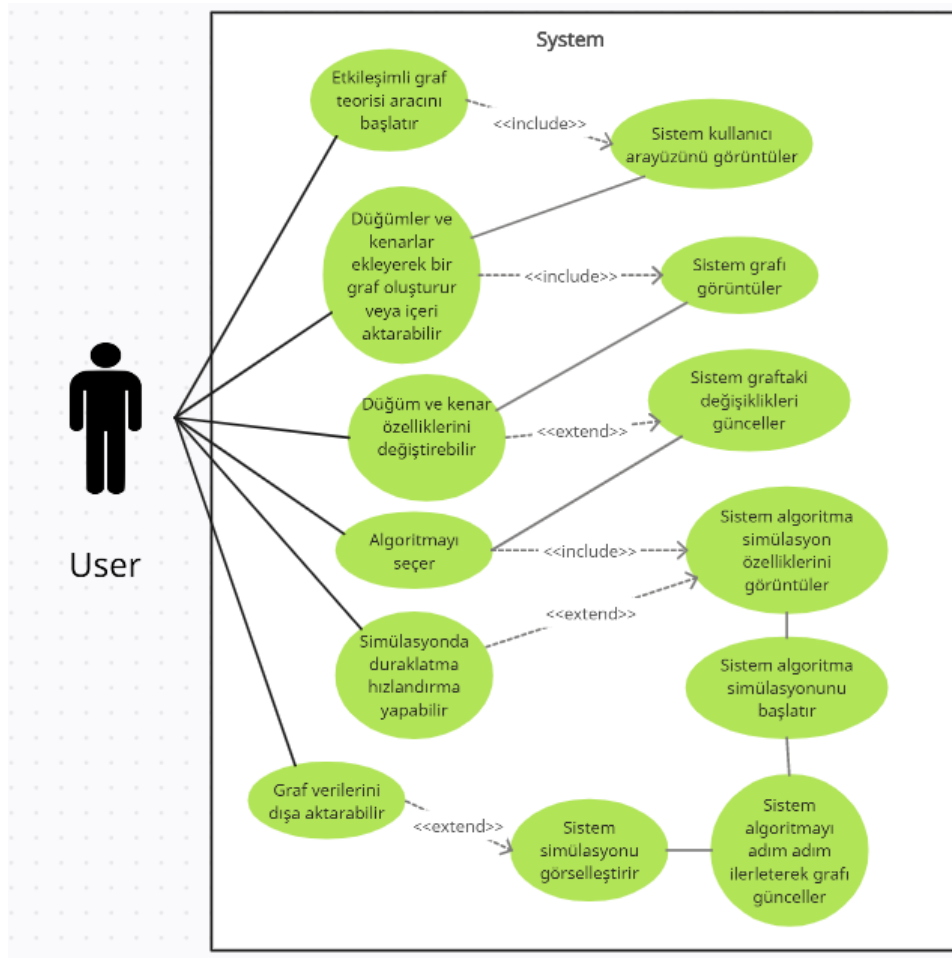 System
Etkileşimli graf
teorisi aracını
başlatır
<<include>>
Sistem kullanıcı
arayüzünü görüntüler
Düğümler ve
kenarlar
ekleyerek bir
graf oluşturur
veya içeri
aktarabilir
<<include>>
Sistem grafı
görüntüler
Düğüm ve kenar
özelliklerini
değiştirebilir
<<extend>>
Sistem graftaki
değişiklikleri
günceller
User
Algoritmayı
seçer
<<include>>
Sistem algoritma
simülasyon
özelliklerini
görüntüler
<<extend>>
Simülasyonda
duraklatma
hızlandırma
yapabilir
Sistem algoritma
simülasyonunu
başlatır
Graf verilerini
dışa aktarabilir
<<extend>>
Sistem
simülasyonu
görselleştirir
Sistem
algoritmayı
adım adım
ilerleterek grafı
günceller